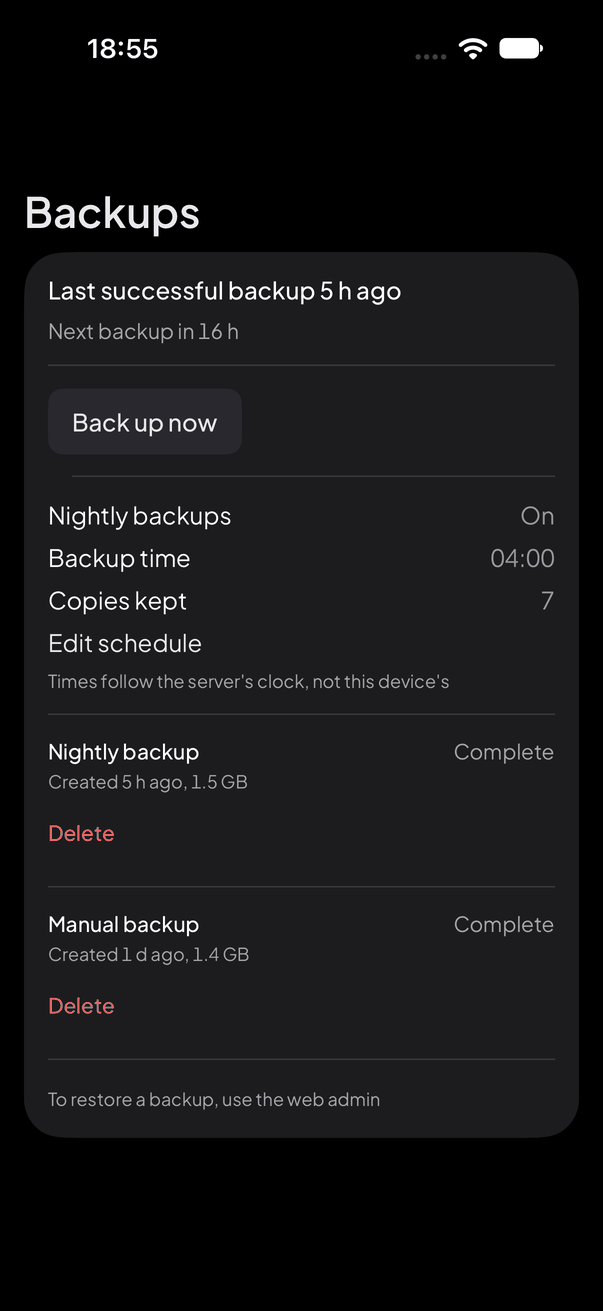 18:55
Backups
Last successful backup 5 h ago
Next backup in 16 h
Back up now
Nightly backups On
Backup time 04:00
Copies kept 7
Edit schedule
Times follow the server's clock, not this device's
Nightly backup Complete
Created 5 h ago, 1.5 GB
Delete
Manual backup Complete
Created 1 d ago, 1.4 GB
Delete
To restore a backup, use the web admin